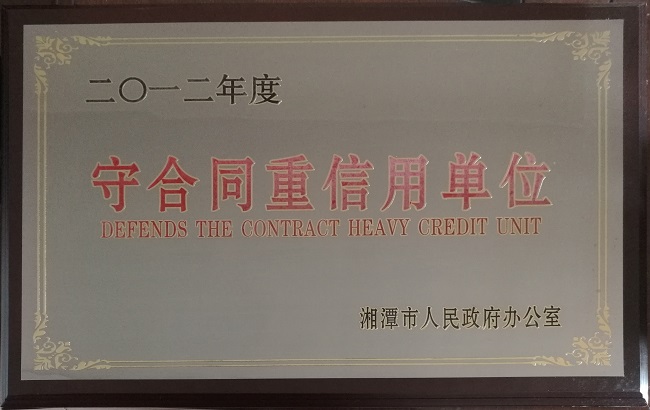 二〇一二年度
守合同重信用单位
DEFENDS THE CONTRACT HEAVY CREDIT UNIT
湘潭市人民政府办公室